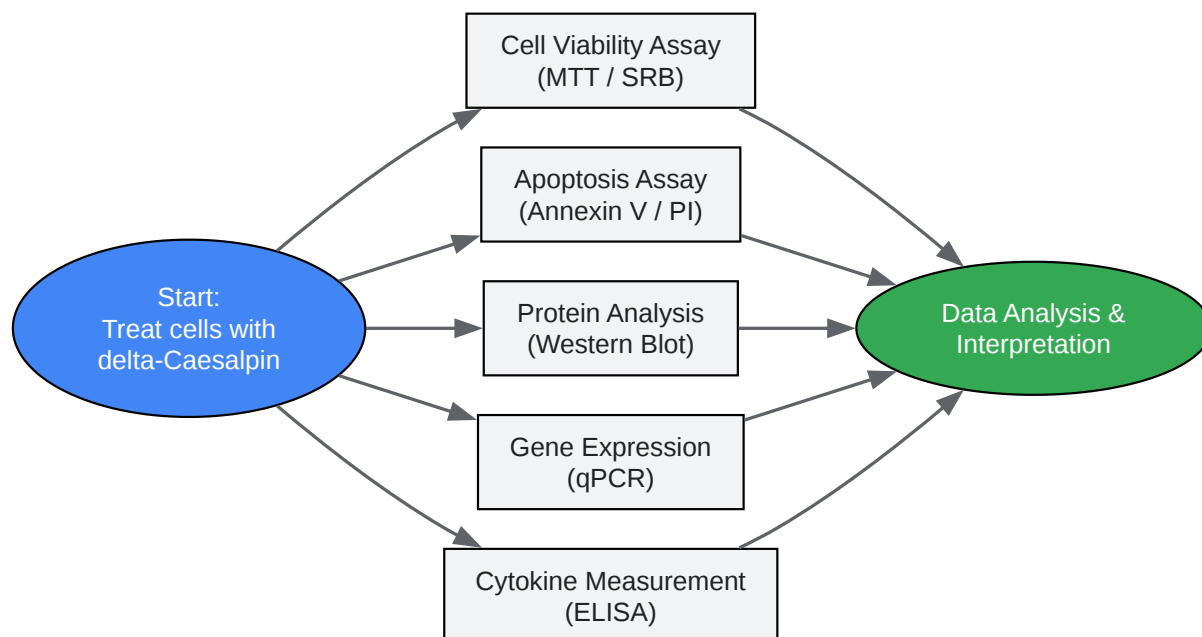 Cell Viability Assay
(MTT / SRB)
Apoptosis Assay
(Annexin V / PI)
Start:
Treat cells with
delta-Caesalpin
Protein Analysis
(Western Blot)
Data Analysis &
Interpretation
Gene Expression
(qPCR)
Cytokine Measurement
(ELISA)